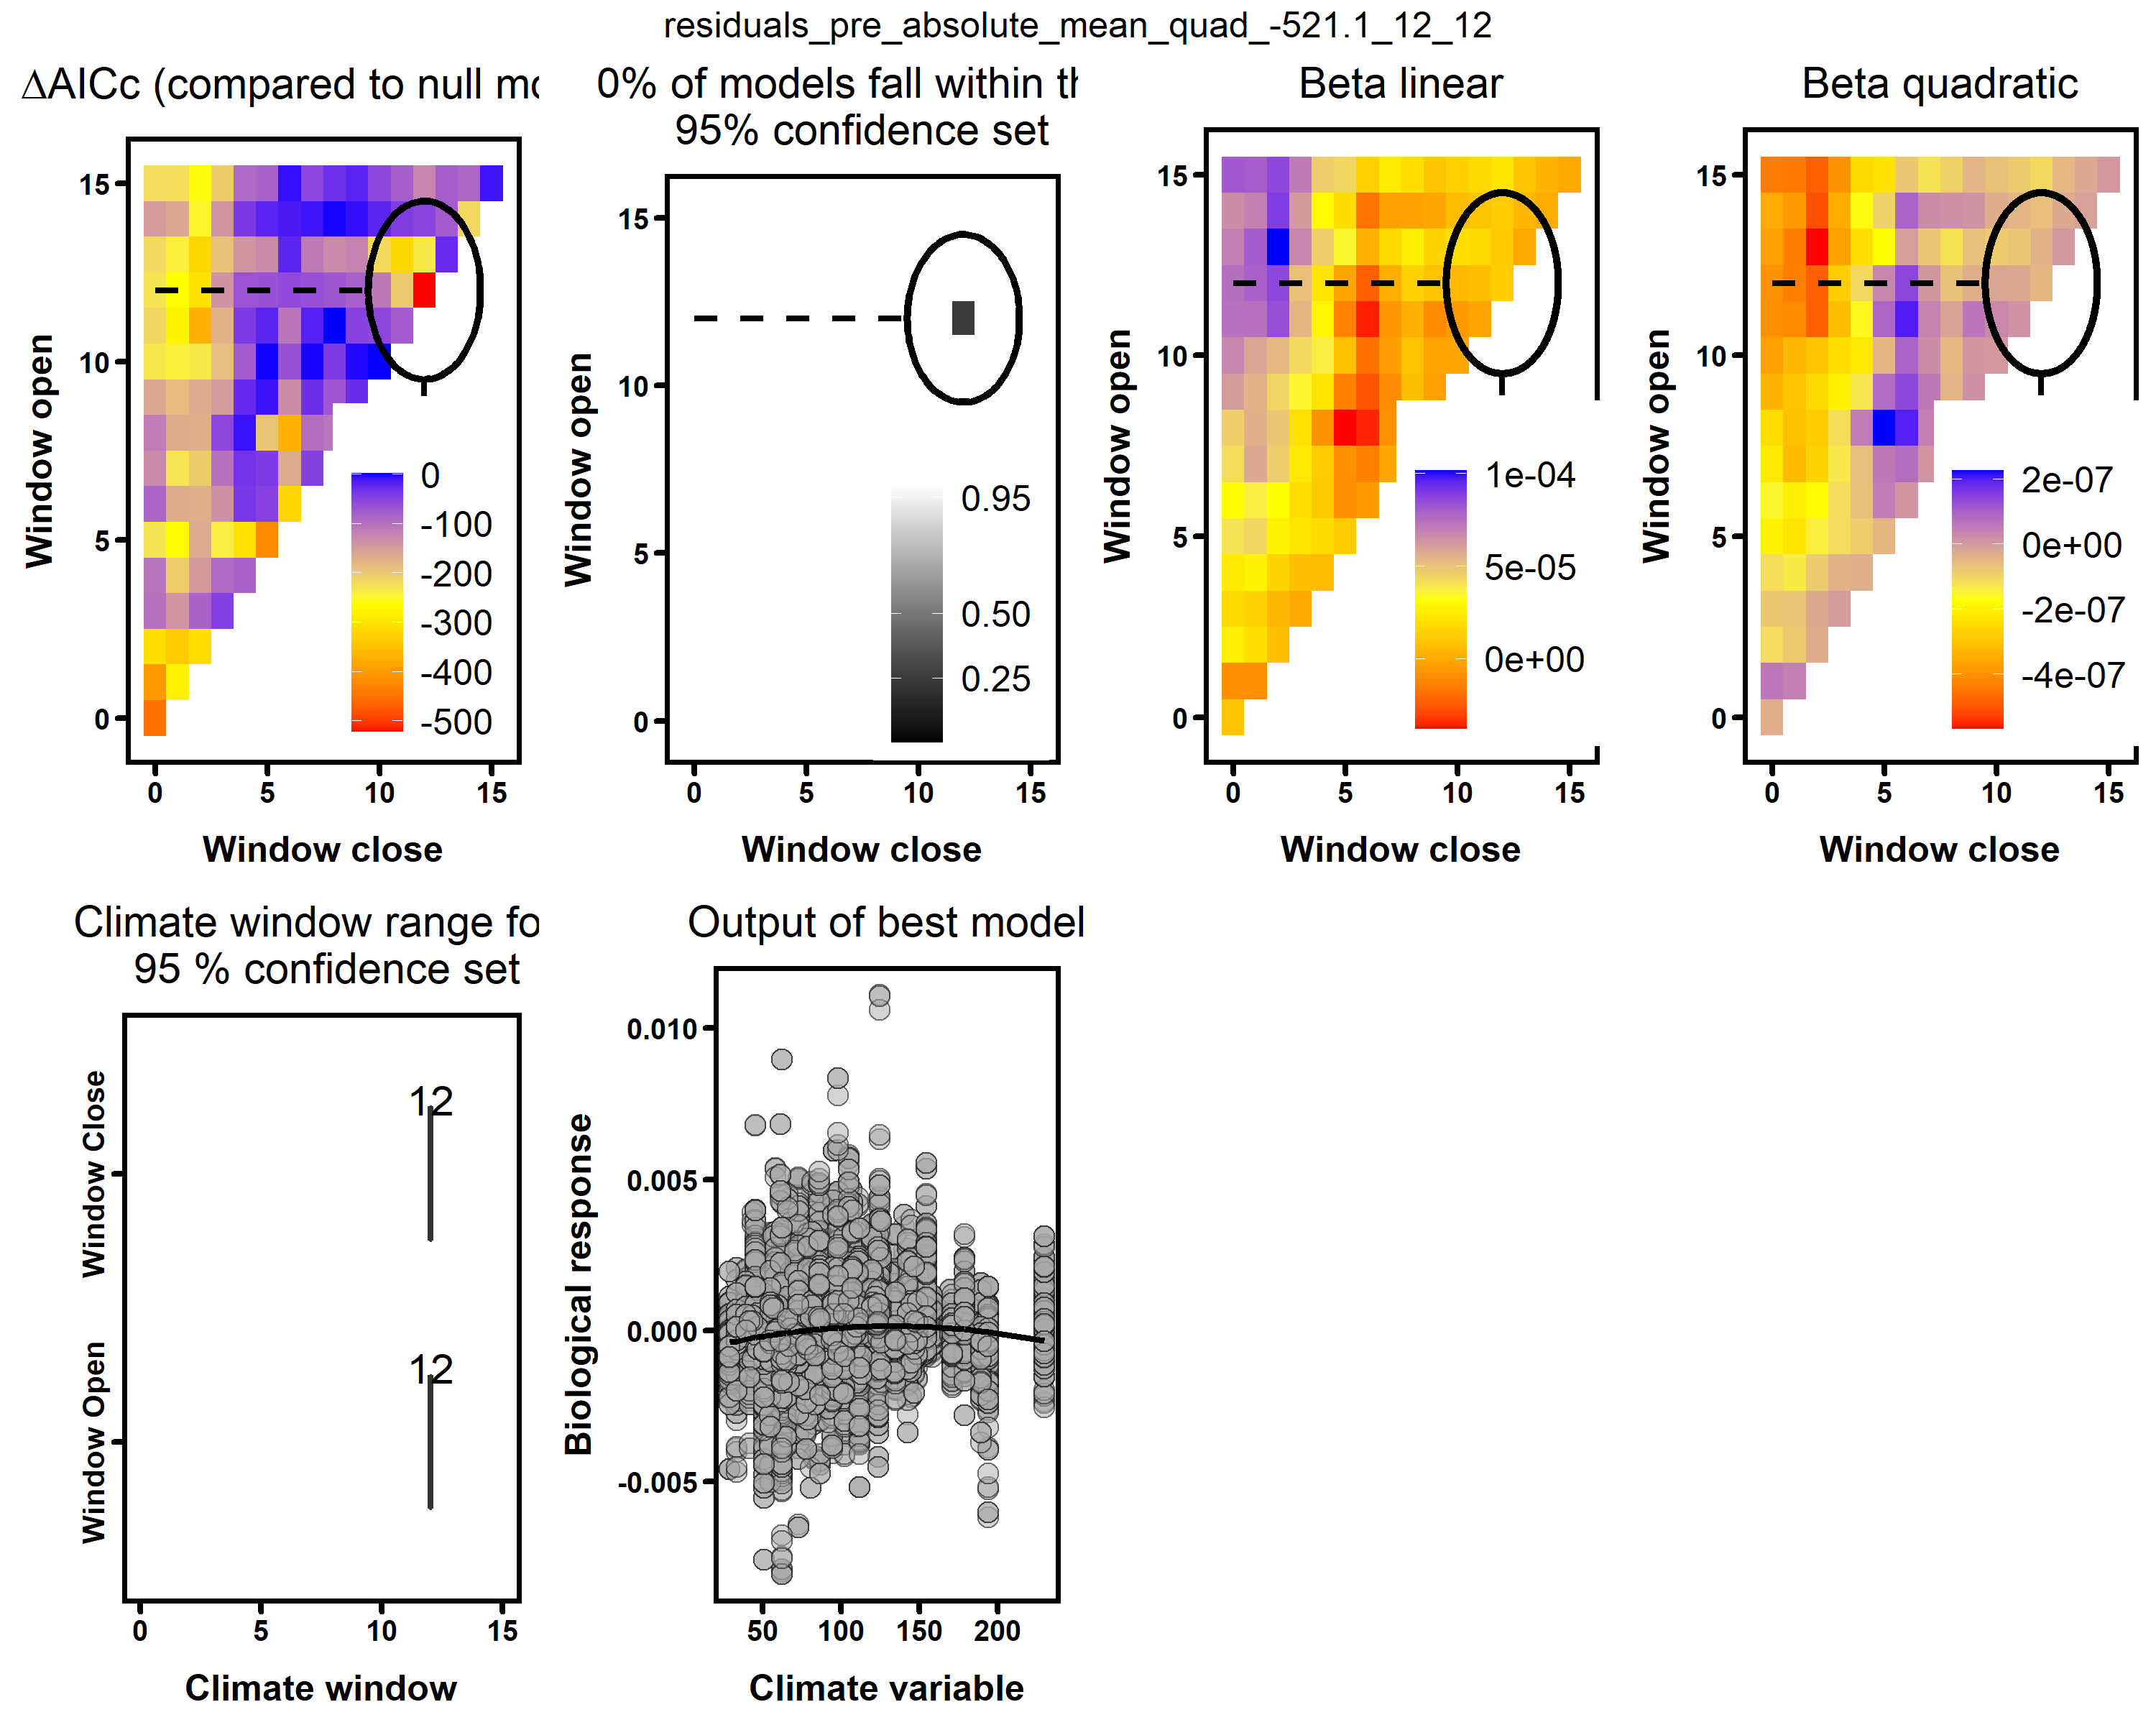 residuals_pre_absolute_mean_quad_-521.1_12_12
ΔAICc (compared to null mo
15
10
5
0
0
-100
-200
-300
-400
-500
0 5 10 15
Window open
Window close
0% of models fall within th
95% confidence set
15
10
5
0
0.95
0.50
0.25
0 5 10 15
Window open
Window close
Beta linear
15
10
5
0
1e-04
5e-05
0e+00
0 5 10 15
Window open
Window close
Beta quadratic
15
10
5
0
2e-07
0e+00
-2e-07
-4e-07
0 5 10 15
Window open
Window close
Climate window range fo
95 % confidence set
Window Close
Window Open
12
12
0 5 10 15
Climate window
Output of best model
0.010
0.005
0.000
-0.005
Biological response
50 100 150 200
Climate variable